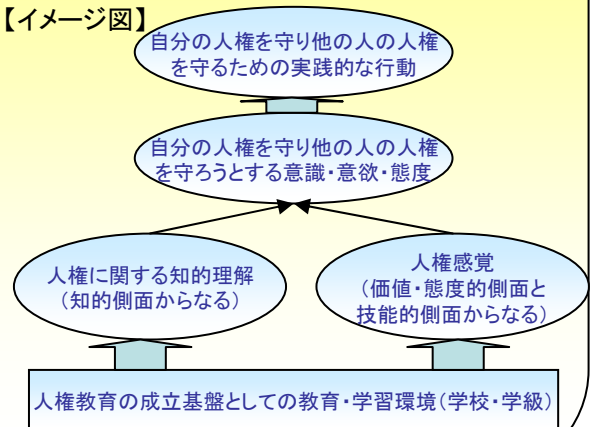 【イメージ図】
自分の人権を守り他の人の人権
を守るための実践的な行動
自分の人権を守り他の人の人権
を守ろうとする意識・意欲・態度
人権に関する知的理解
（知的側面からなる）
人権感覚
（価値・態度的側面と
技能的側面からなる）
人権教育の成立基盤としての教育・学習環境（学校・学級）